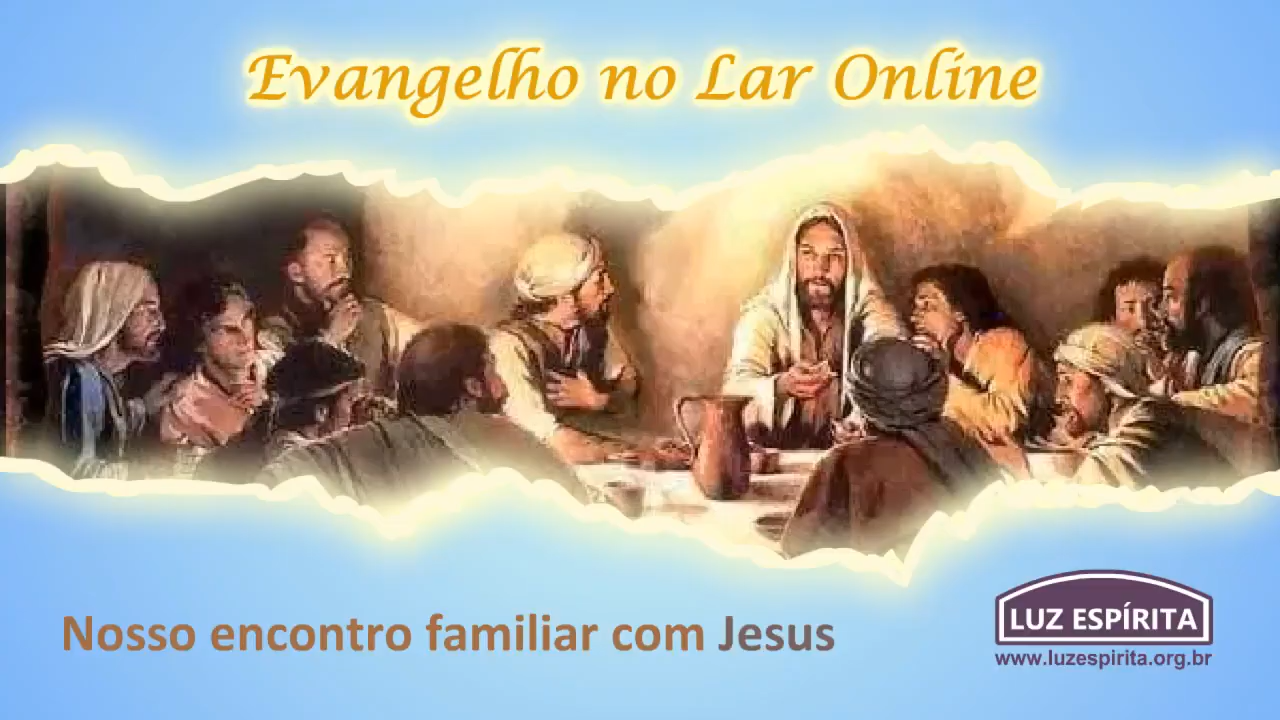 Evangelho no Lar Online
Nosso encontro familiar com Jesus
LUZ ESPÍRITA
www.luzespirita.org.br